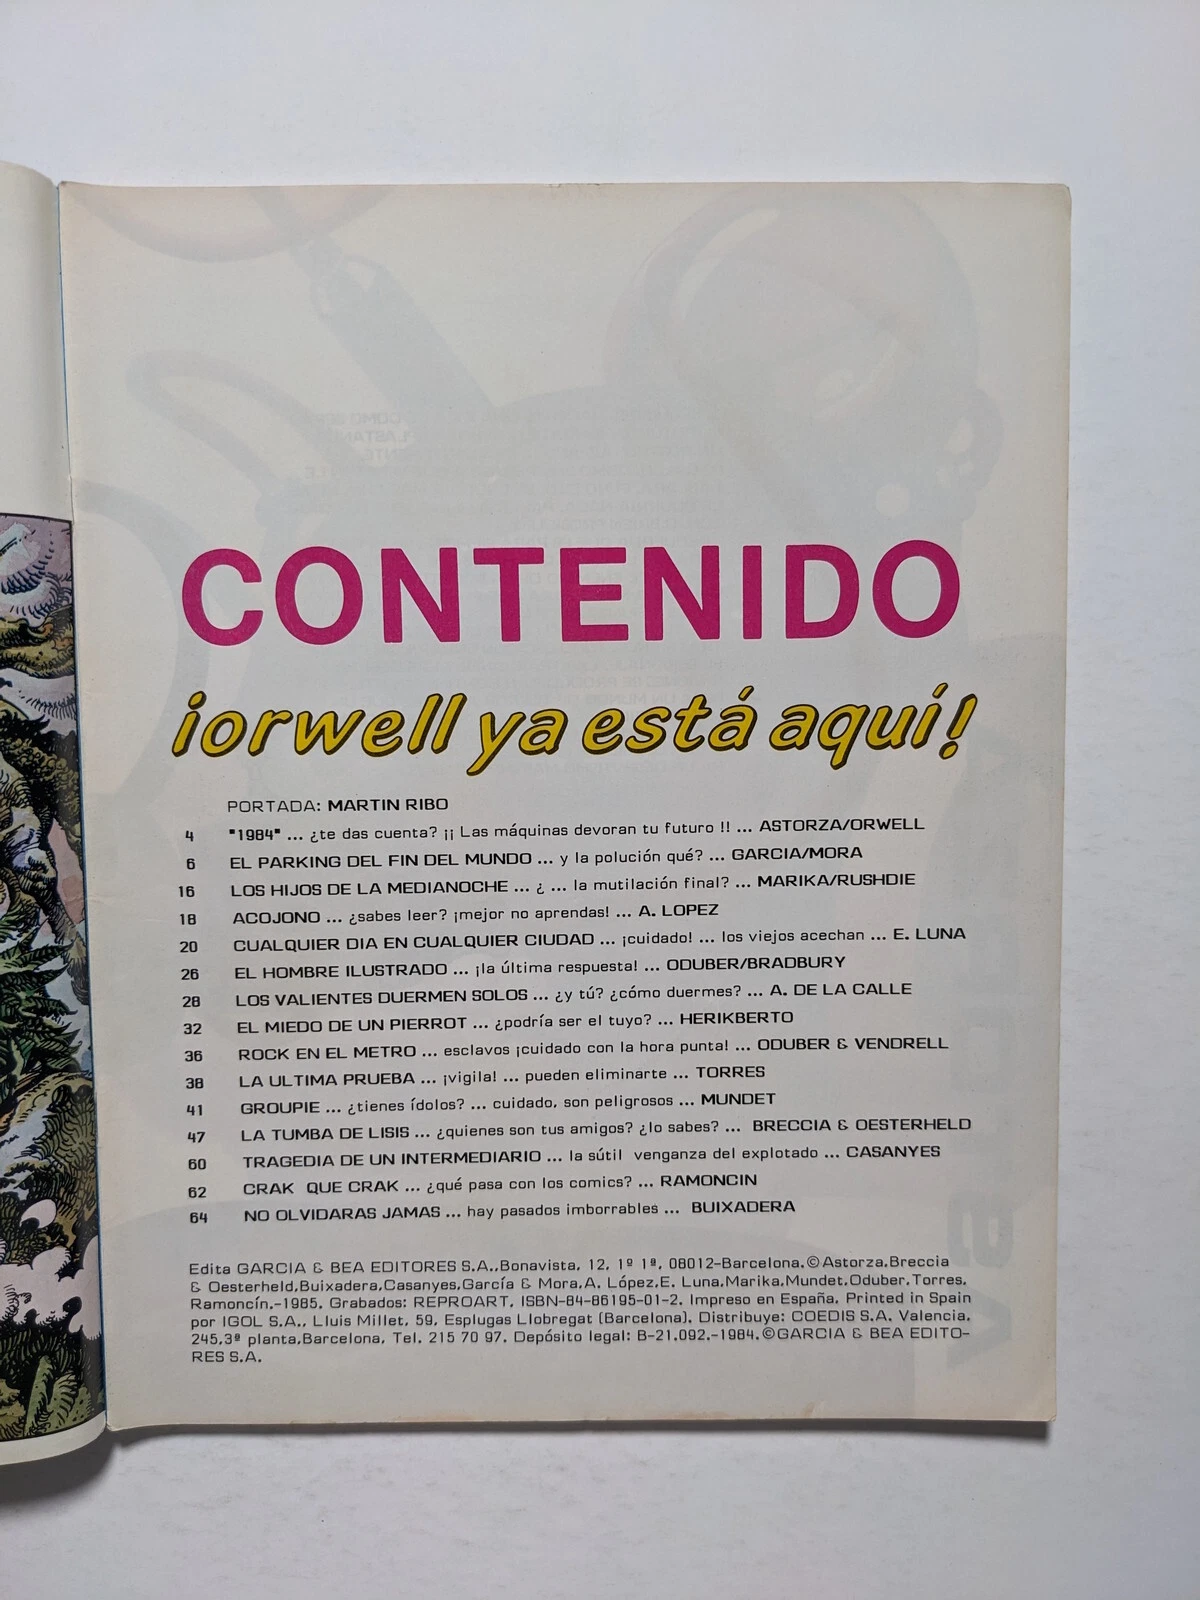 CONTENIDO
¡orwell ya está aquí!
PORTADA: MARTIN RIBO
4 "1984" ... ¿te das cuenta? ¡¡ Las máquinas devoran tu futuro !! ... ASTORZA/ORWELL
6 EL PARKING DEL FIN DEL MUNDO ... y la polución qué? ... GARCIA/MORA
16 LOS HIJOS DE LA MEDIANOCHE ... ¿ ... la mutilación final? ... MARIKA/RUSHDIE
18 ACOJONO ... ¿sabes leer? ¡mejor no aprendas! ... A. LOPEZ
20 CUALQUIER DIA EN CUALQUIER CIUDAD ... ¡cuidado! ... los viejos acechan ... E. LUNA
26 EL HOMBRE ILUSTRADO ... ¡la última respuesta! ... ODUBER/BRADBURY
28 LOS VALIENTES DUERMEN SOLOS ... ¿y tú? ¿cómo duermes? ... A. DE LA CALLE
32 EL MIEDO DE UN PIERROT ... ¿podría ser el tuyo? ... HERIKBERTO
36 ROCK EN EL METRO ... esclavos ¡cuidado con la hora punta! ... ODUBER & VENDRELL
38 LA ULTIMA PRUEBA ... ¡vigila! ... pueden eliminarte ... TORRES
41 GROUPIE ... ¿tienes ídolos? ... cuidado, son peligrosos ... MUNDET
47 LA TUMBA DE LISIS ... ¿quienes son tus amigos? ¿lo sabes? ... BRECCIA & OESTERHELD
60 TRAGEDIA DE UN INTERMEDIARIO ... la sútil venganza del explotado ... CASANYES
62 CRAK QUE CRAK ... ¿qué pasa con los comics? ... RAMONCIN
64 NO OLVIDARAS JAMAS ... hay pasados imborrables ... BUIXADERA
Edita GARCIA & BEA EDITORES S.A.,Bonavista, 12, 1º 1ª, 08012-Barcelona.©Astorza,Breccia
& Oesterheld,Buixadera,Casanyes,García & Mora,A. López,E. Luna,Marika,Mundet,Oduber,Torres,
Ramoncín.-1985. Grabados: REPROART, ISBN-84-86195-01-2. Impreso en España, Printed in Spain
por IGOL S.A., Lluis Millet, 59, Esplugas Llobregat (Barcelona). Distribuye: COEDIS S.A. Valencia,
245,3ª planta,Barcelona, Tel. 215 70 97. Depósito legal: B-21.092.-1984.©GARCIA & BEA EDITO-
RES S.A.